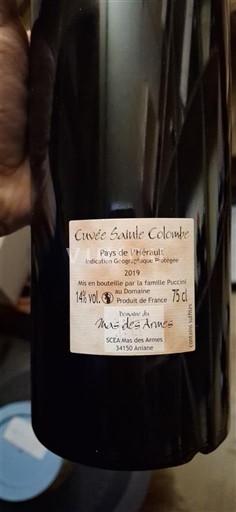 Cuvée Sainte Colombe
Pays de l'Hérault
Indication Géographique Protégée
2019
Mis en bouteille par la famille Puccini
au Domaine
14% vol. Produit de France 75 cl
Domaine du
Mas des Armes
SCEA Mas des Armes
34150 Aniane
contains sulfites